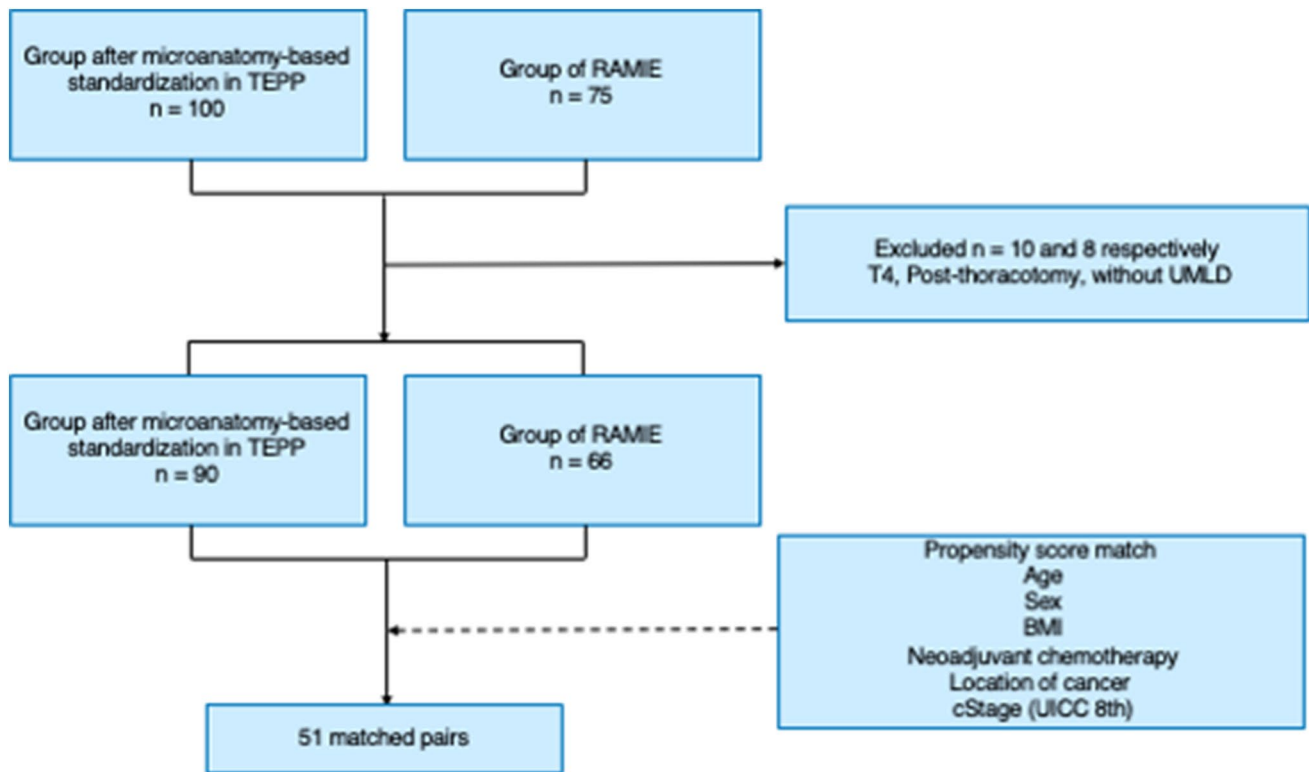 Group after microanatomy-based
standardization in TEPP
n = 100
Group of RAMIE
n = 75
Excluded n = 10 and 8 respectively
T4, Post-thoracotomy, without UMLD
Group after microanatomy-based
standardization in TEPP
n = 90
Group of RAMIE
n = 66
Propensity score match
Age
Sex
BMI
Neoadjuvant chemotherapy
Location of cancer
cStage (UICC 8th)
51 matched pairs